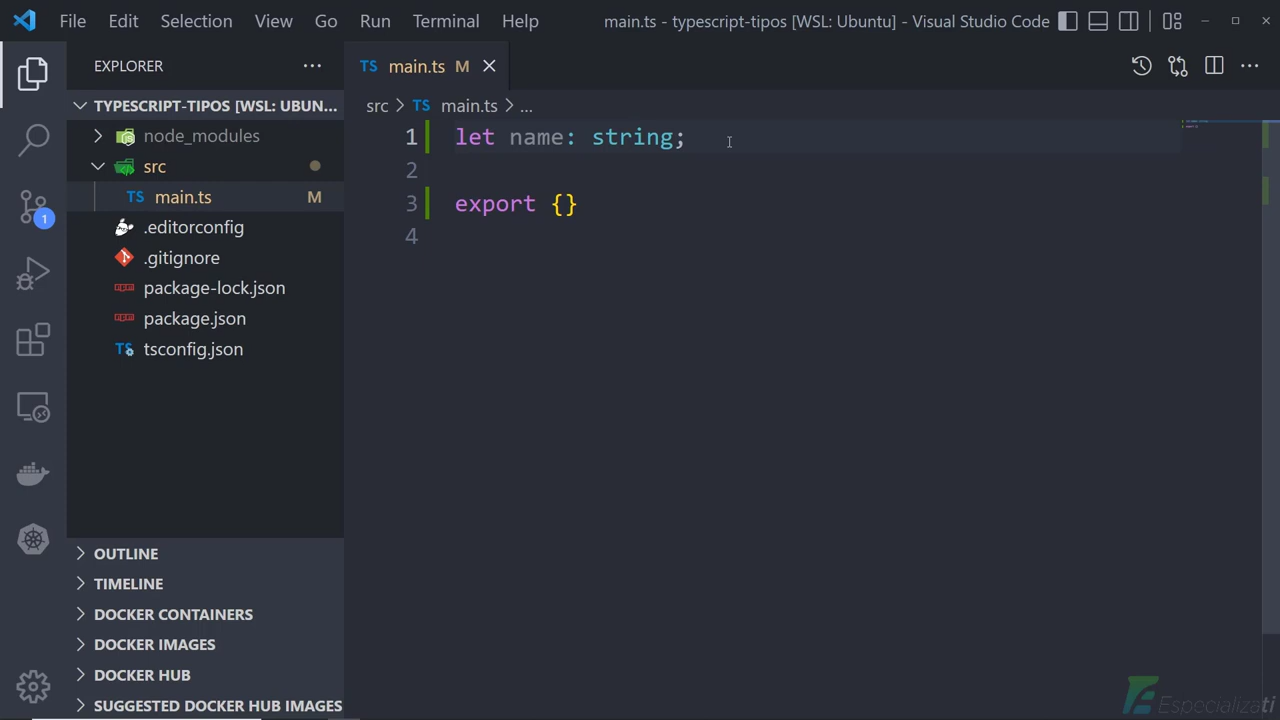 File Edit Selection View Go Run Terminal Help main.ts - typescript-tipos [WSL: Ubuntu] - Visual Studio Code
EXPLORER ...
TS main.ts M
TYPESCRIPT-TIPOS [WSL: UBUN...
node_modules
src
TS main.ts M
.editorconfig
.gitignore
package-lock.json
package.json
TS tsconfig.json
1
OUTLINE
TIMELINE
DOCKER CONTAINERS
DOCKER IMAGES
DOCKER HUB
SUGGESTED DOCKER HUB IMAGES
src > TS main.ts > ...
1 let name: string;
2
3 export {}
4
Especializati